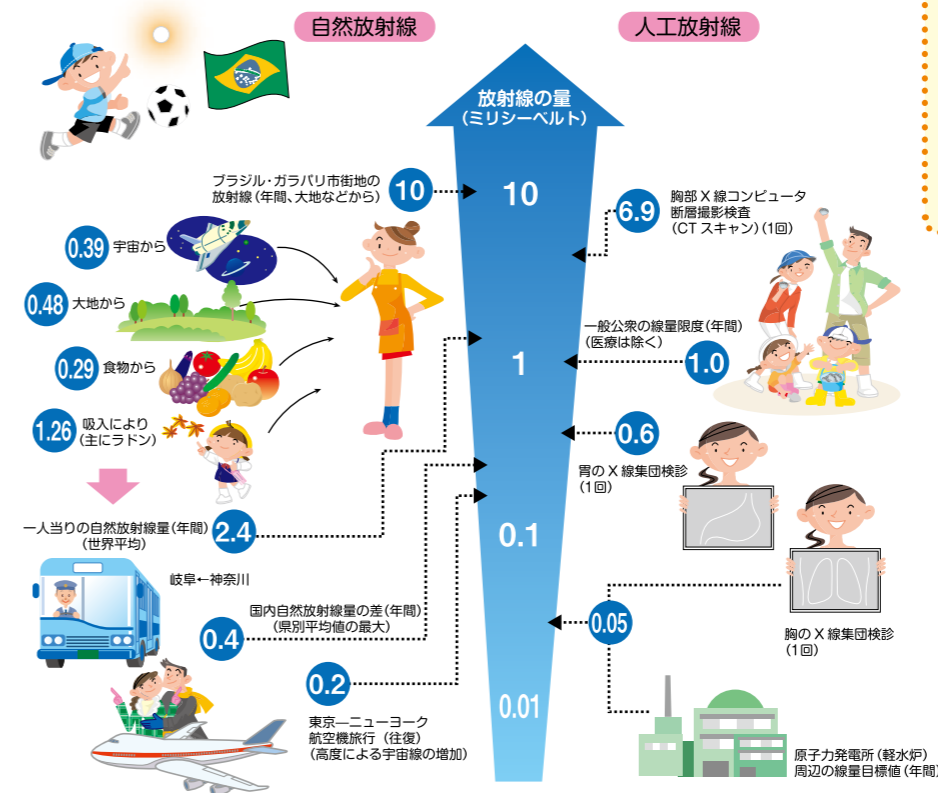 自然放射線
人工放射線
放射線の量
(ミリシーベルト)
10
1
0.1
0.01
ブラジル・ガラパリ市街地の
放射線(年間、大地などから)
10
0.39
宇宙から
0.48
大地から
0.29
食物から
1.26
吸入により
(主にラドン)
一人当りの自然放射線量(年間)
(世界平均)
2.4
岐阜←神奈川
国内自然放射線量の差(年間)
(県別平均値の最大)
0.4
0.2
東京―ニューヨーク
航空機旅行(往復)
(高度による宇宙線の増加)
6.9
胸部X線コンピュータ
断層撮影検査
(CTスキャン)(1回)
一般公衆の線量限度(年間)
(医療は除く)
1.0
0.6
胃のX線集団検診
(1回)
0.05
胸のX線集団検診
(1回)
原子力発電所(軽水炉)
周辺の線量目標値(年間)